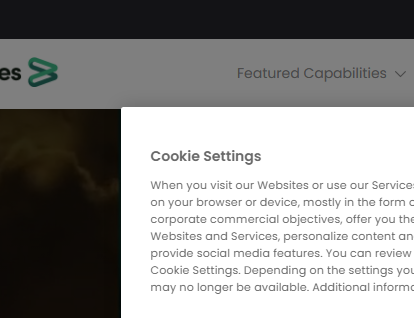 es
Featured Capabilities
Cookie Settings
When you visit our Websites or use our Services
on your browser or device, mostly in the form o
corporate commercial objectives, offer you the
Websites and Services, personalize content an
provide social media features. You can review
Cookie Settings. Depending on the settings you
may no longer be available. Additional informa